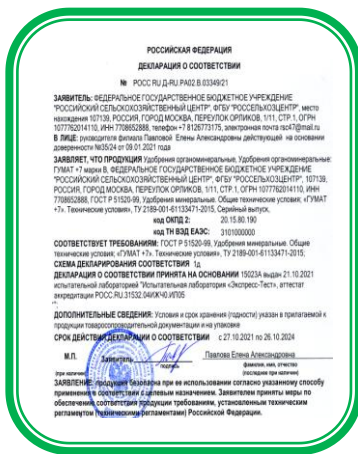 РОССИЙСКАЯ ФЕДЕРАЦИЯ
ДЕКЛАРАЦИЯ О СООТВЕТСТВИИ
№ РОСС RU Д-RU.РА02.В.03349/21
ЗАЯВИТЕЛЬ: ФЕДЕРАЛЬНОЕ ГОСУДАРСТВЕННОЕ БЮДЖЕТНОЕ УЧРЕЖДЕНИЕ
"РОССИЙСКИЙ СЕЛЬСКОХОЗЯЙСТВЕННЫЙ ЦЕНТР", ФГБУ "РОССЕЛЬХОЗЦЕНТР", место
нахождения 107139, РОССИЯ, ГОРОД МОСКВА, ПЕРЕУЛОК ОРЛИКОВ, 1/11, СТР.1, ОГРН
1077762014110, ИНН 7708652888, телефон +7 8126773175, электронная почта rsc47@mail.ru
В ЛИЦЕ: руководителя филиала Павловой Елены Александровны действующей на основании
доверенности №35/24 от 09.01.2021 года
ЗАЯВЛЯЕТ, ЧТО ПРОДУКЦИЯ Удобрения органоминеральные, Удобрения органоминеральные:
ГУМАТ +7 марки В, ФЕДЕРАЛЬНОЕ ГОСУДАРСТВЕННОЕ БЮДЖЕТНОЕ УЧРЕЖДЕНИЕ
"РОССИЙСКИЙ СЕЛЬСКОХОЗЯЙСТВЕННЫЙ ЦЕНТР", ФГБУ "РОССЕЛЬХОЗЦЕНТР", 107139,
РОССИЯ, ГОРОД МОСКВА, ПЕРЕУЛОК ОРЛИКОВ, 1/11, СТР.1, ОГРН 1077762014110, ИНН
7708652888, ГОСТ Р 51520-99, Удобрения минеральные. Общие технические условия; «ГУМАТ
+7». Технические условия», ТУ 2189-001-61133471-2015, Серийный выпуск.
код ОКПД 2: 20.15.80.190
код ТН ВЭД ЕАЭС: 3101000000
СООТВЕТСТВУЕТ ТРЕБОВАНИЯМ: ГОСТ Р 51520-99, Удобрения минеральные. Общие
технические условия; «ГУМАТ +7». Технические условия», ТУ 2189-001-61133471-2015;
СХЕМА ДЕКЛАРИРОВАНИЯ СООТВЕТСТВИЯ 1д
ДЕКЛАРАЦИЯ О СООТВЕТСТВИИ ПРИНЯТА НА ОСНОВАНИИ 15023А выдан 21.10.2021
испытательной лабораторией "Испытательная лаборатория «Экспресс-Тест», аттестат
аккредитации РОСС.RU.31532.04ИЖЧ0.ИЛ05
ДОПОЛНИТЕЛЬНЫЕ СВЕДЕНИЯ: Условия и срок хранения (годности) указан в прилагаемой к
продукции товаросопроводительной документации и на упаковке
СРОК ДЕЙСТВИЯ ДЕКЛАРАЦИИ О СООТВЕТСТВИИ с 27.10.2021 по 26.10.2024
М.П. Заявитель Павлова Елена Александровна
(при наличии) подпись фамилия, имя, отчество
(последнее при наличии)
ЗАЯВЛЕНИЕ: продукция безопасна при ее использовании согласно указанному способу
применения в соответствии с целевым назначением. Заявителем приняты меры по
обеспечению соответствия продукции требованиям, установленным техническим
регламентом (техническими регламентами) Российской Федерации.